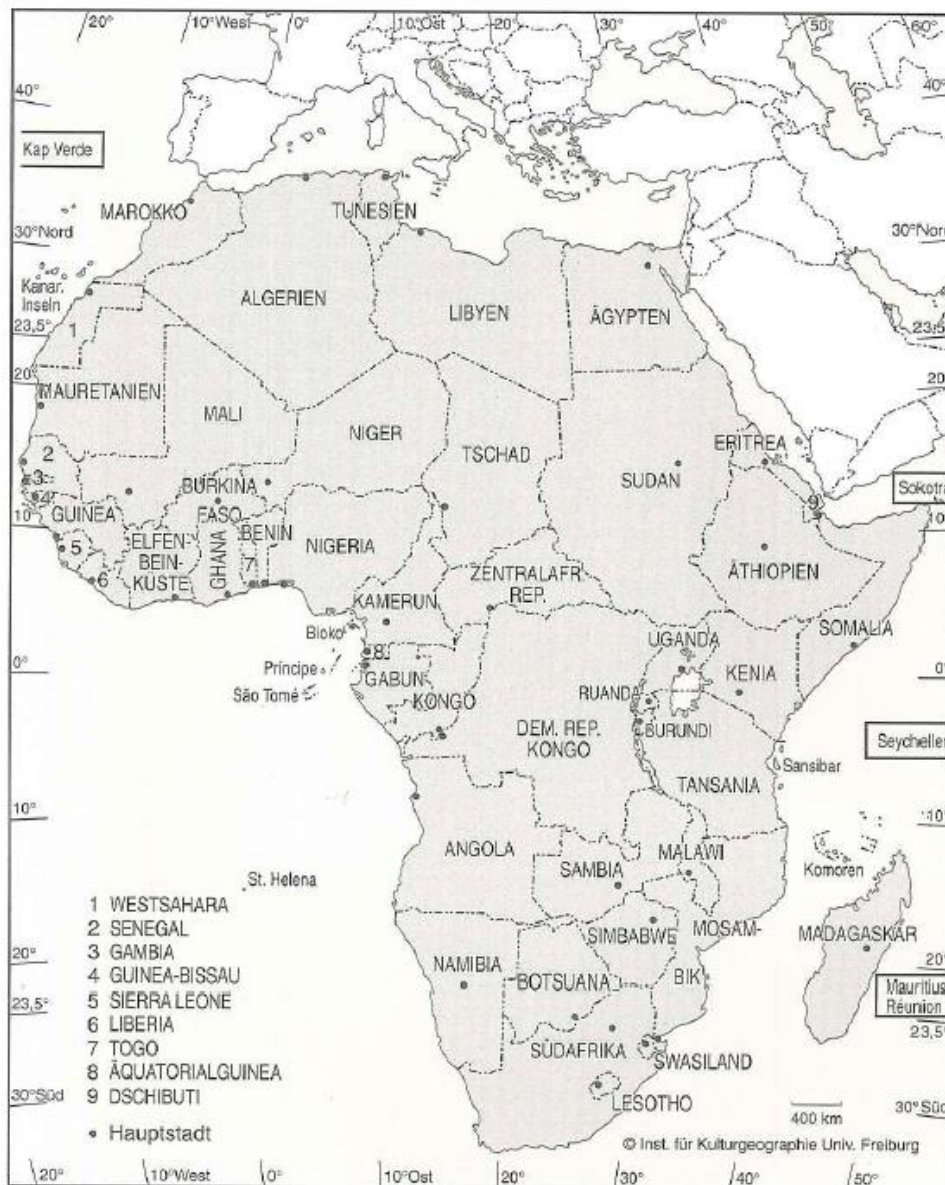 10° West
0°
10° Ost
20°
30°
40°
50°
60°
40°
40°
Kap Verde
MAROKKO
TUNESIEN
30° Nord
30° Nord
Kanar.
Inseln
ALGERIEN
LIBYEN
ÄGYPTEN
23,5°
23,5°
1
20°
20°
MAURETANIEN
MALI
NIGER
TSCHAD
SUDAN
ERITREA
2
3
4
BURKINA
FASO
Sokotra
9
10°
10°
GUINEA
BENIN
NIGERIA
5
6
ELFEN-
BEIN-
KÜSTE
GHANA
7
ZENTRALAFR.
REP.
ÄTHIOPIEN
KAMERUN
SOMALIA
Bioko
UGANDA
8
Príncipe
GABUN
KENIA
0°
0°
São Tomé
KONGO
RUANDA
DEM. REP.
KONGO
BURUNDI
Seychellen
Sansibar
TANSANIA
10°
10°
ANGOLA
MALAWI
SAMBIA
Komoren
St. Helena
SIMBABWE
MOSAM-
BIK
MADAGASKAR
NAMIBIA
BOTSUANA
20°
20°
Mauritius
Réunion
23,5°
23,5°
SÜDAFRIKA
SWASILAND
LESOTHO
30° Süd
30° Süd
1 WESTSAHARA
2 SENEGAL
3 GAMBIA
4 GUINEA-BISSAU
5 SIERRA LEONE
6 LIBERIA
7 TOGO
8 ÄQUATORIALGUINEA
9 DSCHIBUTI
Hauptstadt
400 km
© Inst. für Kulturgeographie Univ. Freiburg
20°
10° West
0°
10° Ost
20°
30°
40°
50°